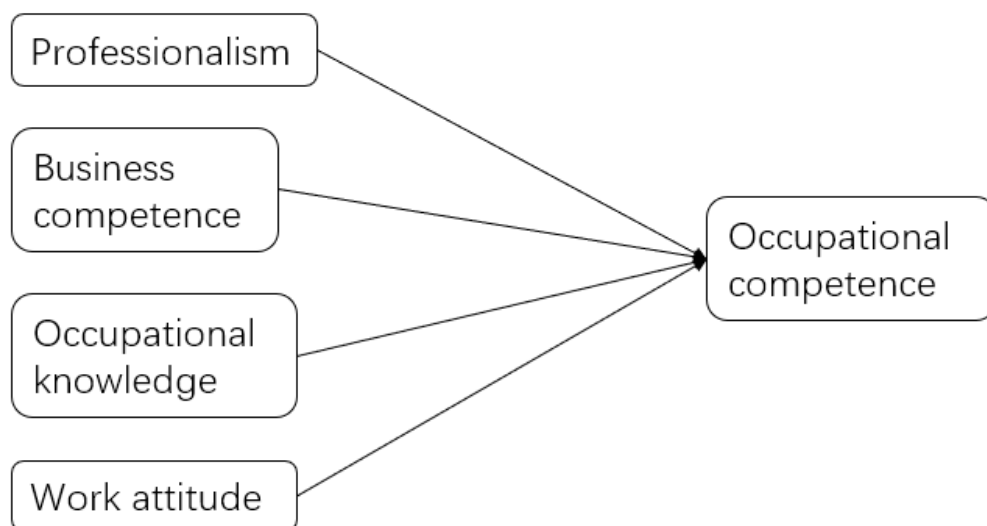 Professionalism
Business
competence
Occupational
knowledge
Work attitude
Occupational
competence